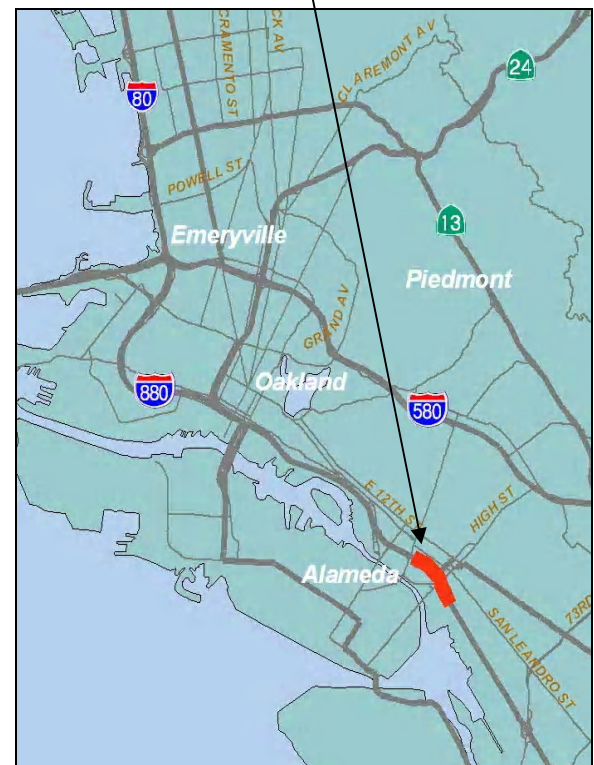 CRAMENTO ST
CK AV
CLAREMONT AV
24
80
POWELL ST
13
Emeryville
Piedmont
GRAND AV
Oakland
880
580
E 12TH S
HIGH ST
Alameda
73RD
SAN LEANDRO ST